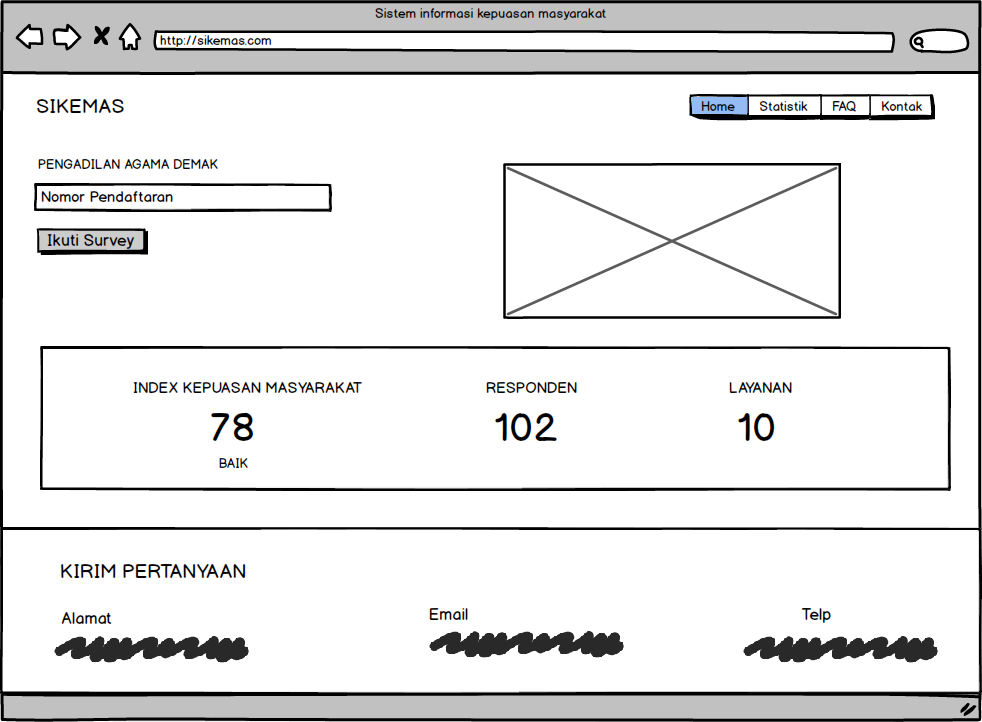 Sistem informasi kepuasan masyarakat
http://sikemas.com
SIKEMAS
Home Statistik FAQ Kontak
PENGADILAN AGAMA DEMAK
Nomor Pendaftaran
Ikuti Survey
INDEX KEPUASAN MASYARAKAT RESPONDEN LAYANAN
78 102 10
BAIK
KIRIM PERTANYAAN
Alamat Email Telp